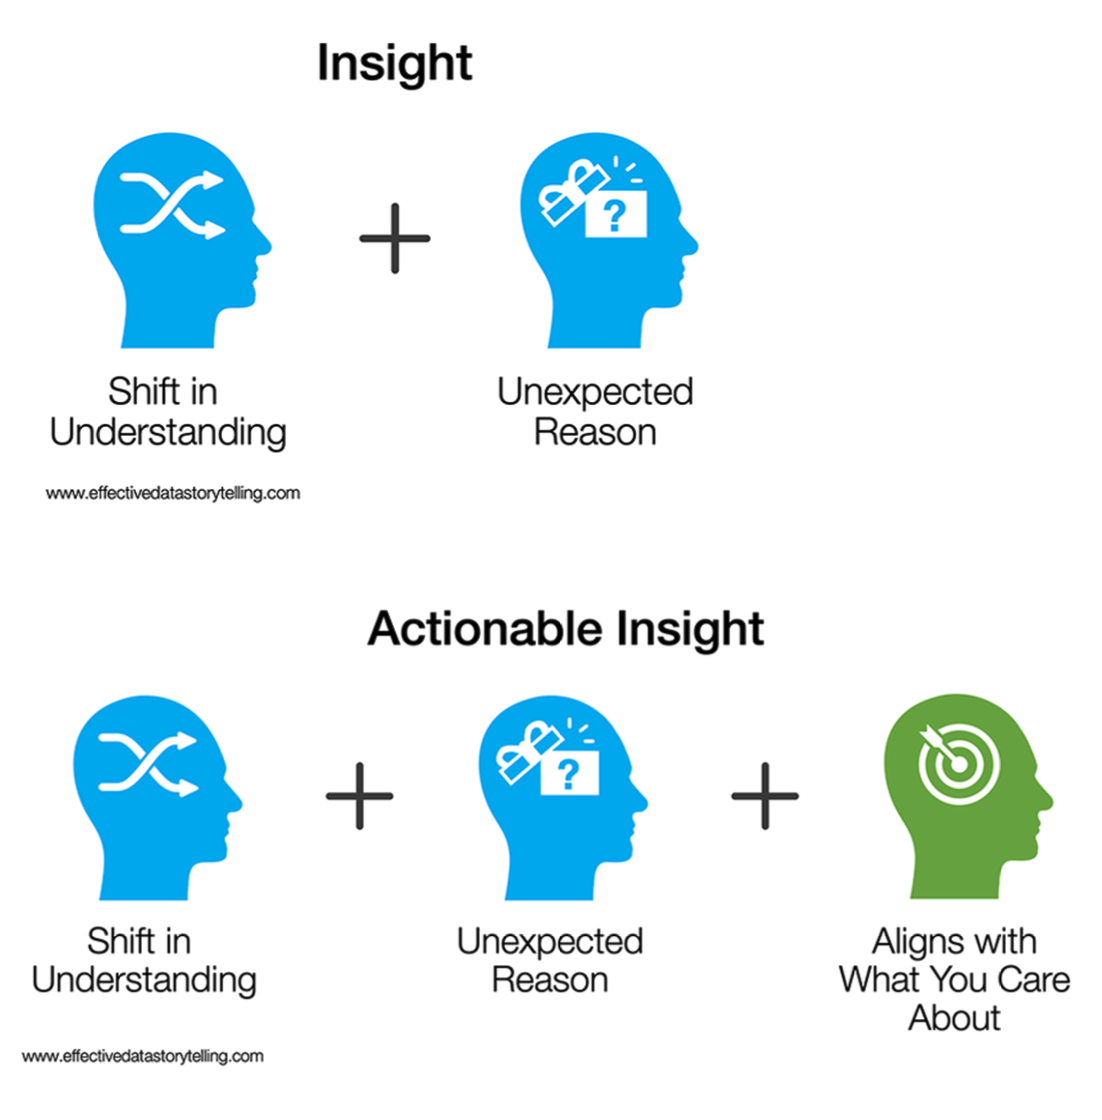 Insight
?
Shift in
Understanding
Unexpected
Reason
www.effectivedatastorytelling.com
Actionable Insight
?
Shift in
Understanding
Unexpected
Reason
Aligns with
What You Care
About
www.effectivedatastorytelling.com